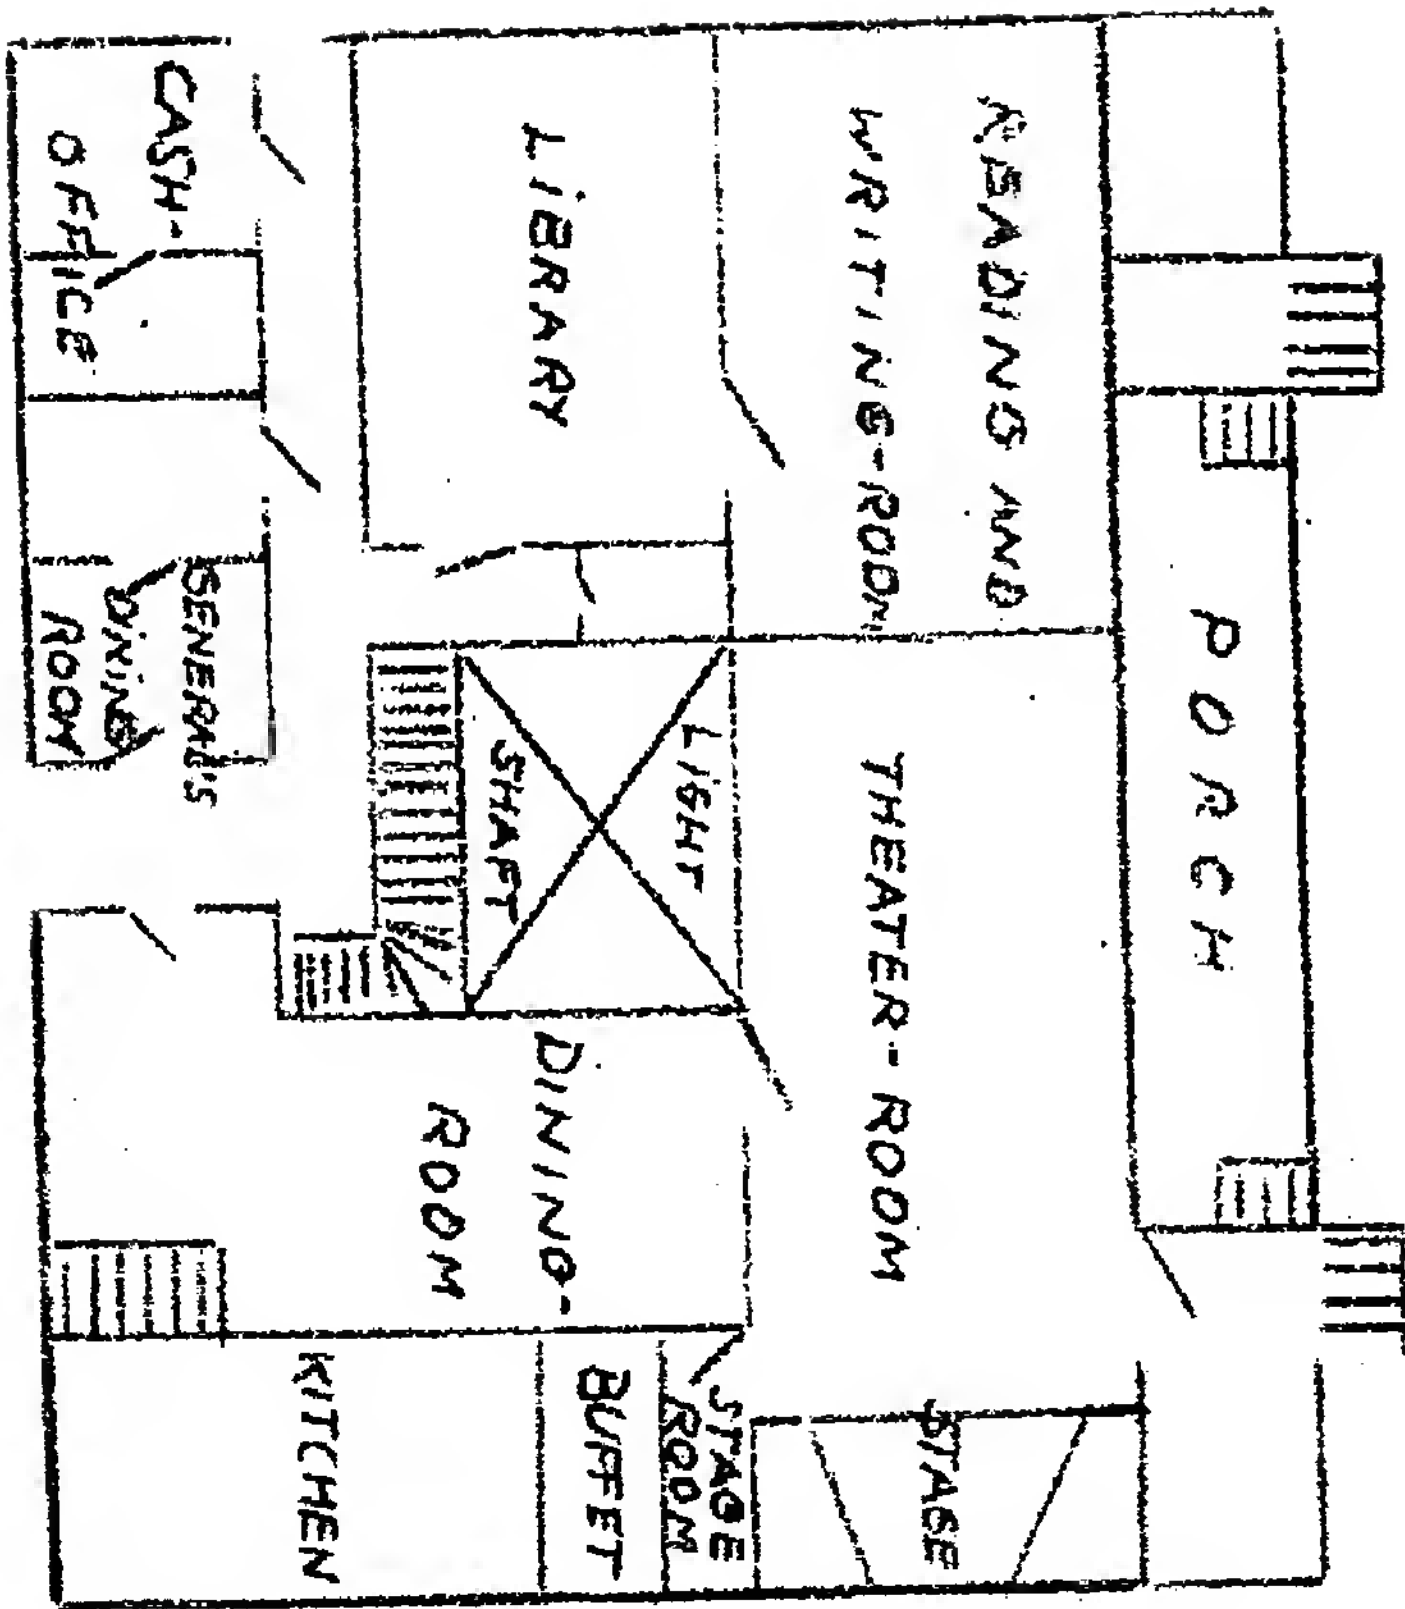 PORCH
READING AND
WRITING-ROOM
THEATER-ROOM
STAGE
LIBRARY
LIGHT
SHAFT
DINING-
ROOM
STAGE
ROOM
BUFFET
KITCHEN
CASH-
OFFICE
GENERAL'S
DINING
ROOM